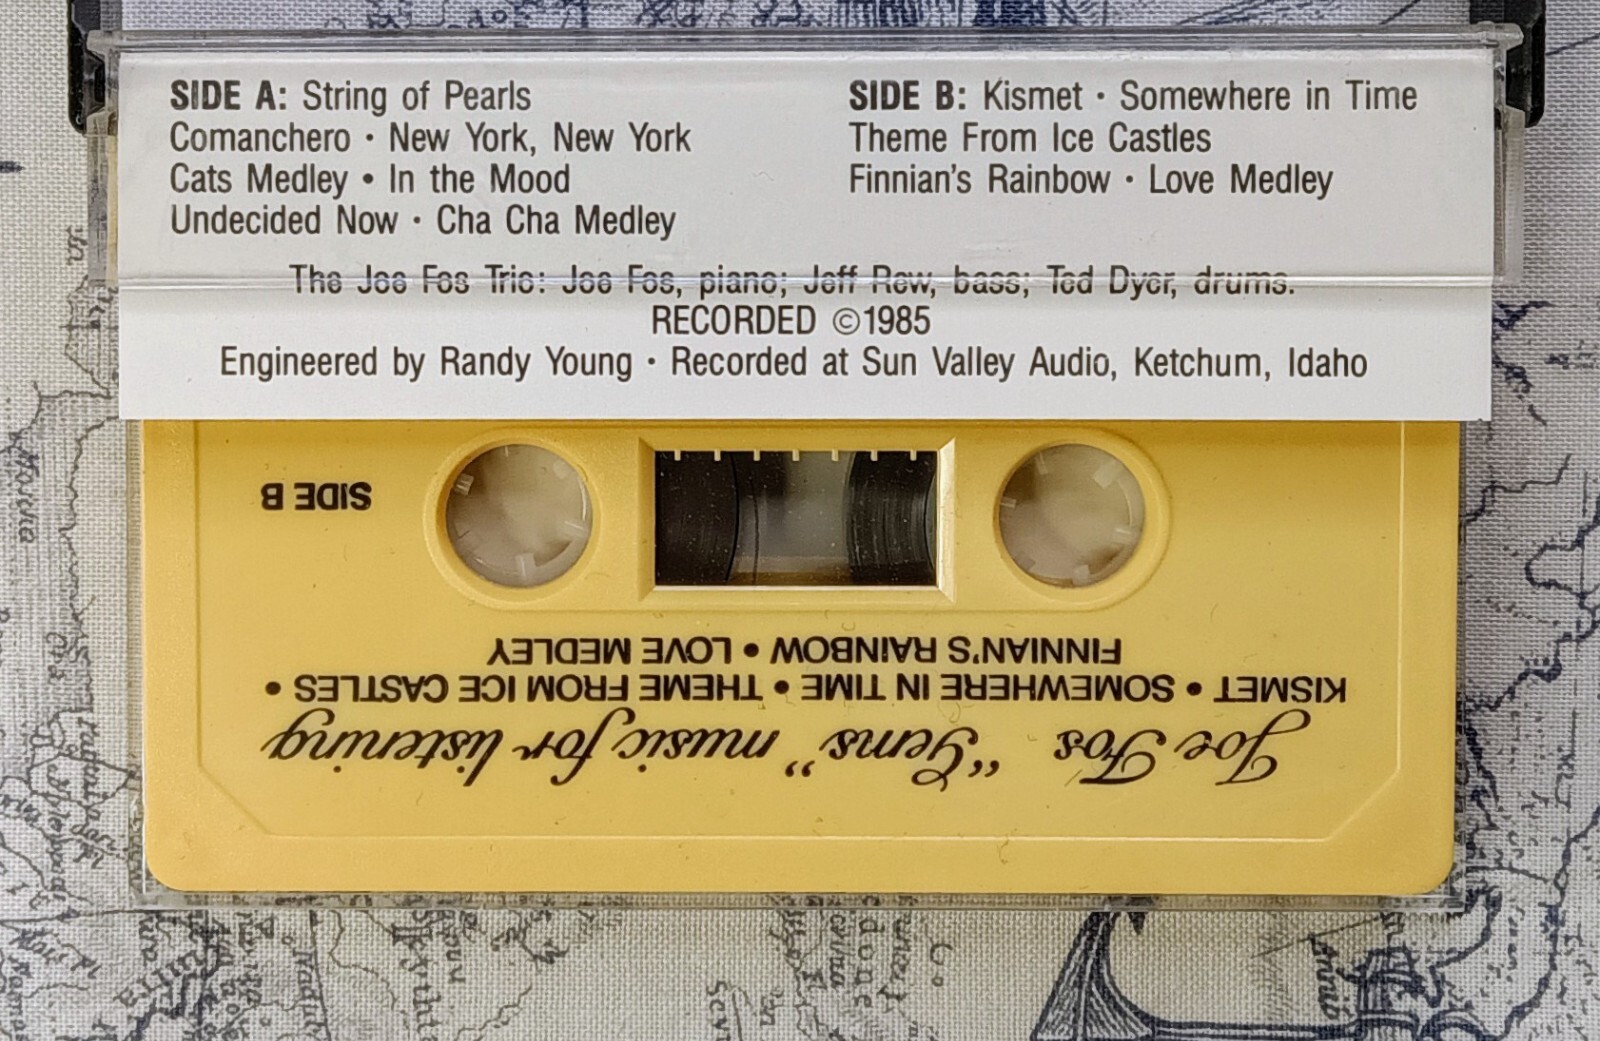 SIDE A: String of Pearls
Comanchero · New York, New York
Cats Medley • In the Mood
Undecided Now · Cha Cha Medley
SIDE B: Kismet · Somewhere in Time
Theme From Ice Castles
Finnian's Rainbow · Love Medley
The Joe Fos Trio: Joe Fos, piano; Jeff Rew, bass; Ted Dyer, drums.
RECORDED ©1985
Engineered by Randy Young · Recorded at Sun Valley Audio, Ketchum, Idaho
Joe Fos "Gems" music for listening
KISMET • SOMEWHERE IN TIME • THEME FROM ICE CASTLES •
FINNIAN'S RAINBOW • LOVE MEDLEY
SIDE B